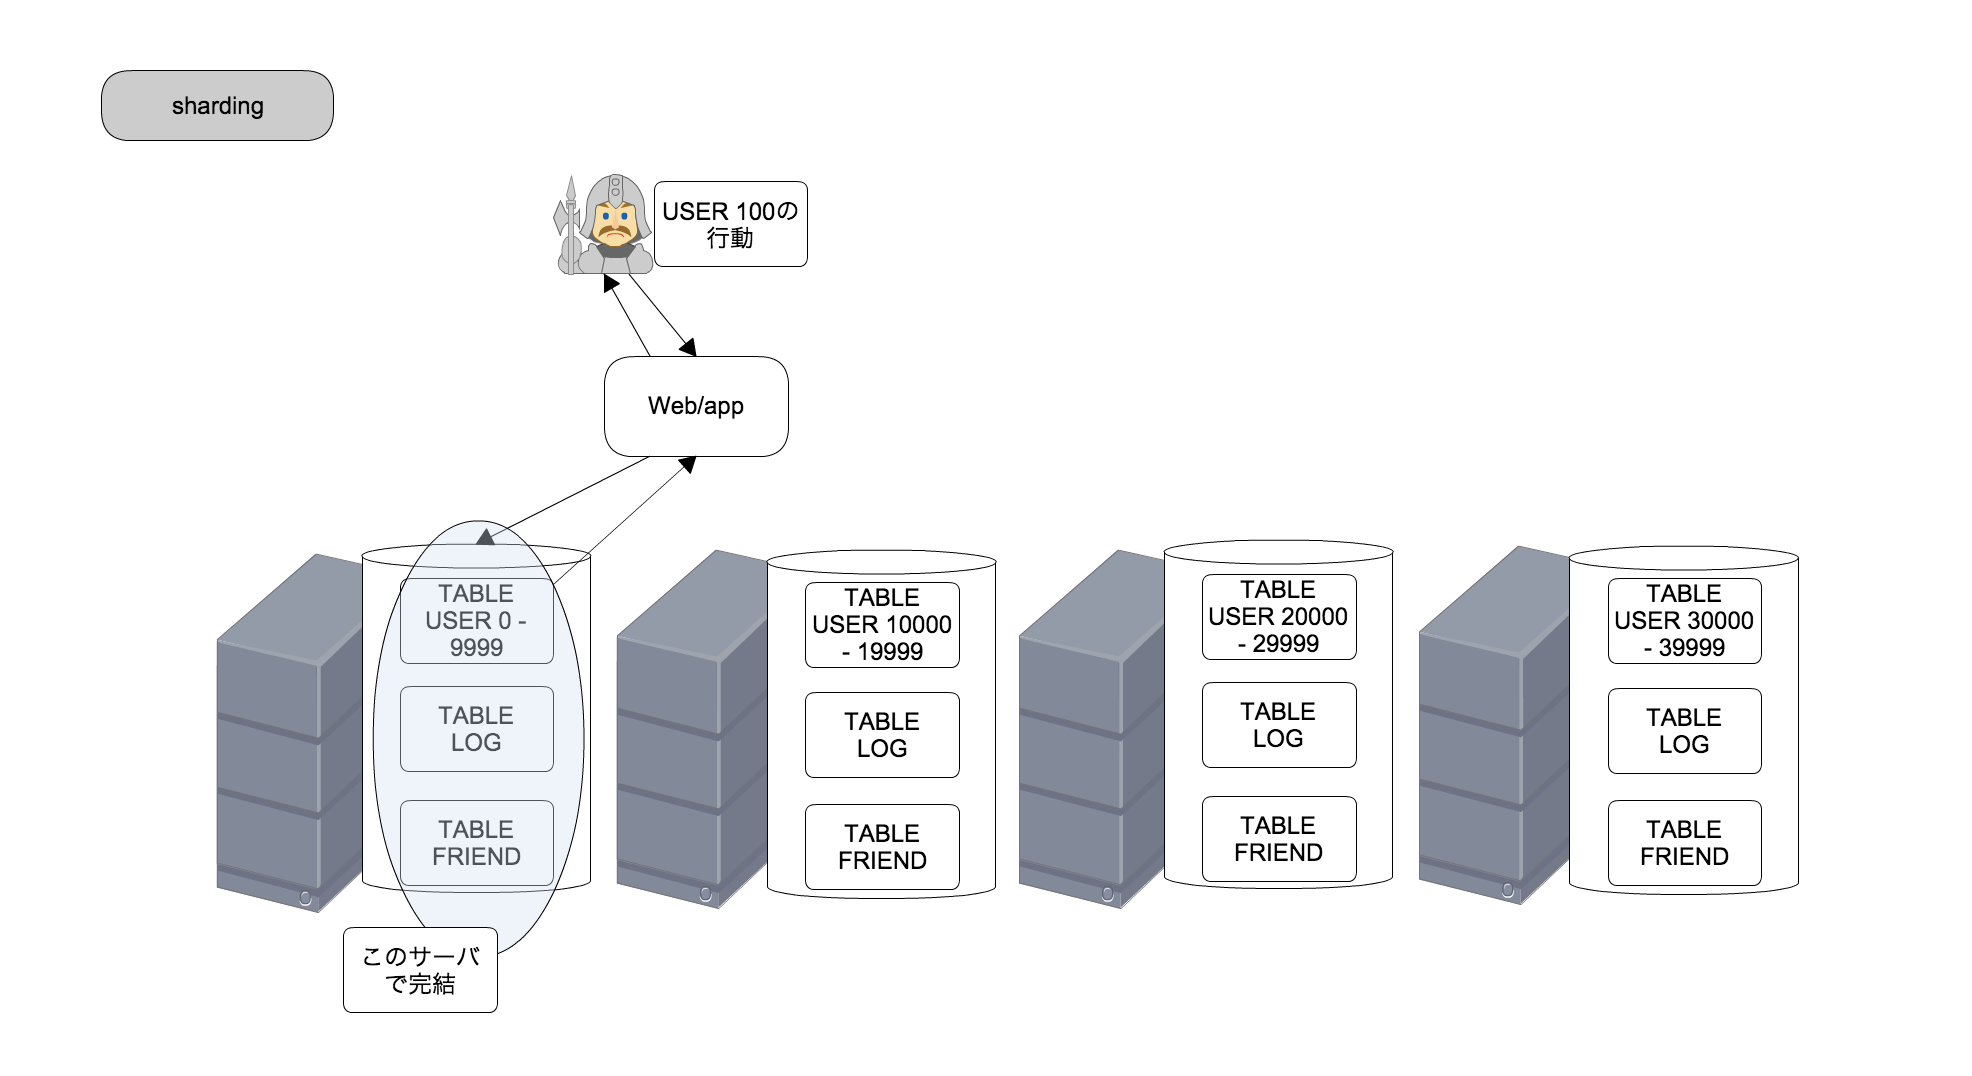 sharding
USER 100の
行動
Web/app
TABLE
USER 0 -
9999
TABLE
LOG
TABLE
FRIEND
このサーバ
で完結
TABLE
USER 10000
- 19999
TABLE
LOG
TABLE
FRIEND
TABLE
USER 20000
- 29999
TABLE
LOG
TABLE
FRIEND
TABLE
USER 30000
- 39999
TABLE
LOG
TABLE
FRIEND